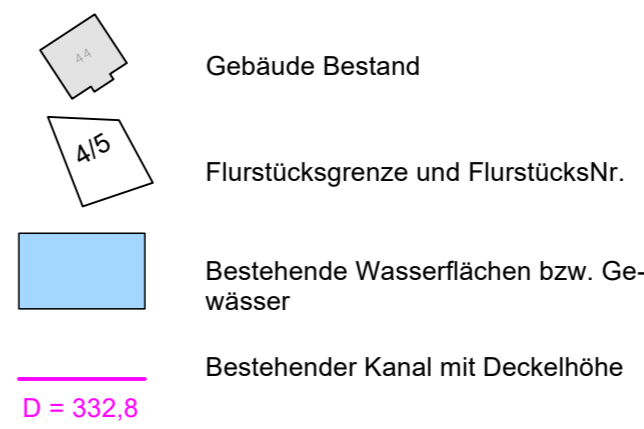 44
Gebäude Bestand
4/5
Flurstücksgrenze und FlurstücksNr.
Bestehende Wasserflächen bzw. Ge-
wässer
Bestehender Kanal mit Deckelhöhe
D = 332,8